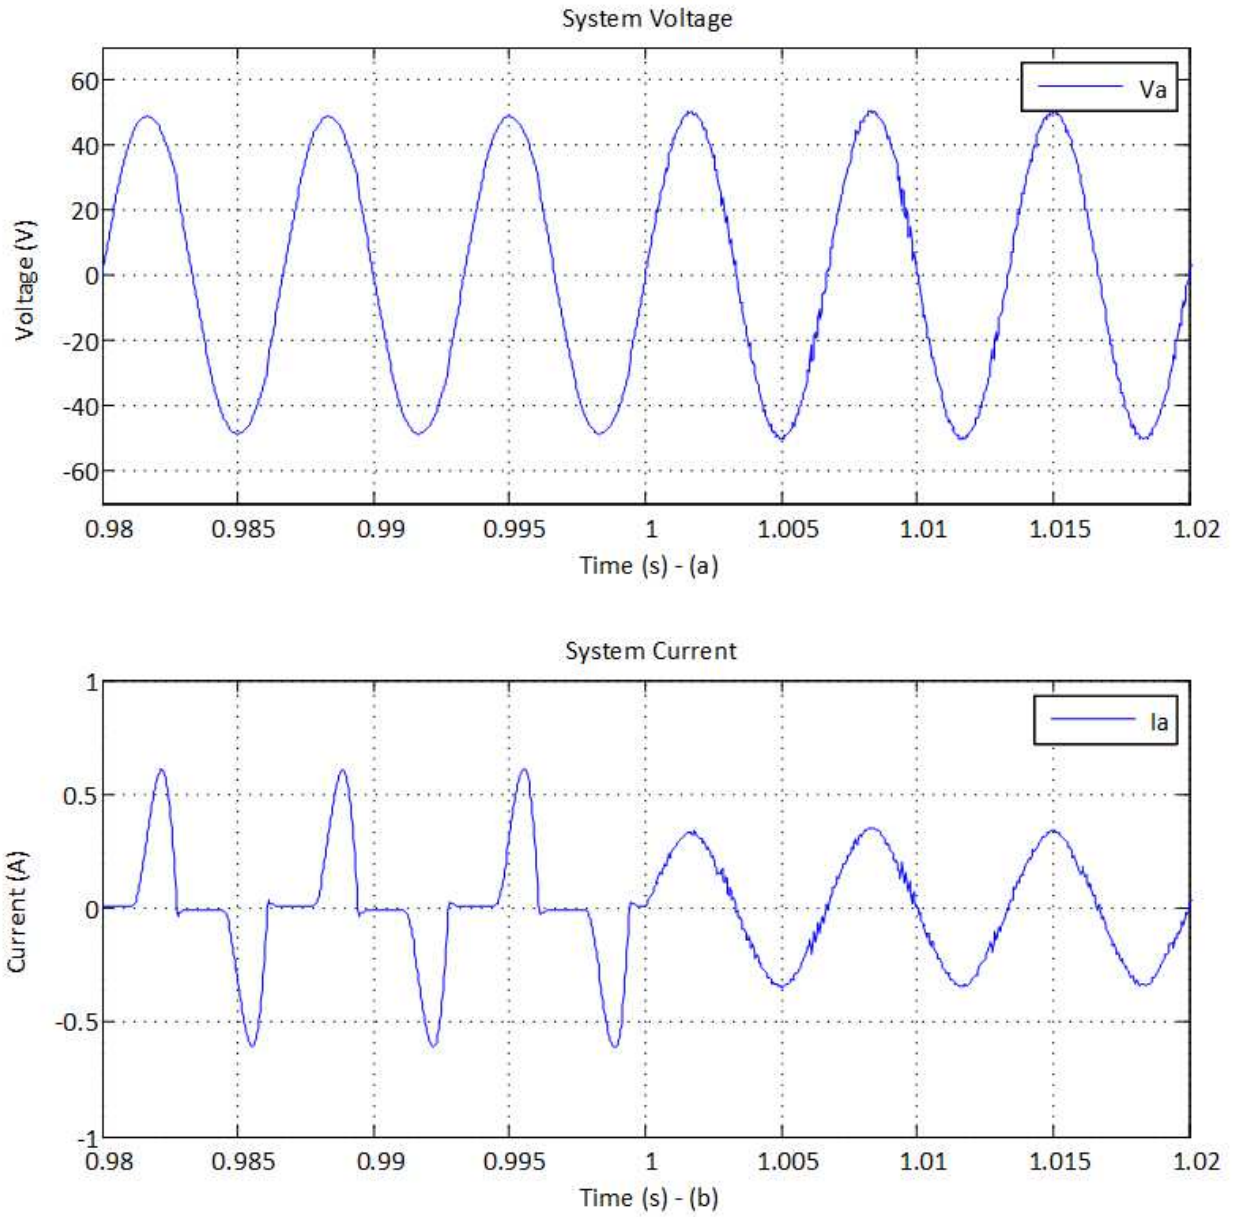 System Voltage
Va
60
40
20
0
-20
-40
-60
Voltage (V)
0.98 0.985 0.99 0.995 1 1.005 1.01 1.015 1.02
Time (s) - (a)
System Current
Ia
1
0.5
0
-0.5
-1
Current (A)
0.98 0.985 0.99 0.995 1 1.005 1.01 1.015 1.02
Time (s) - (b)